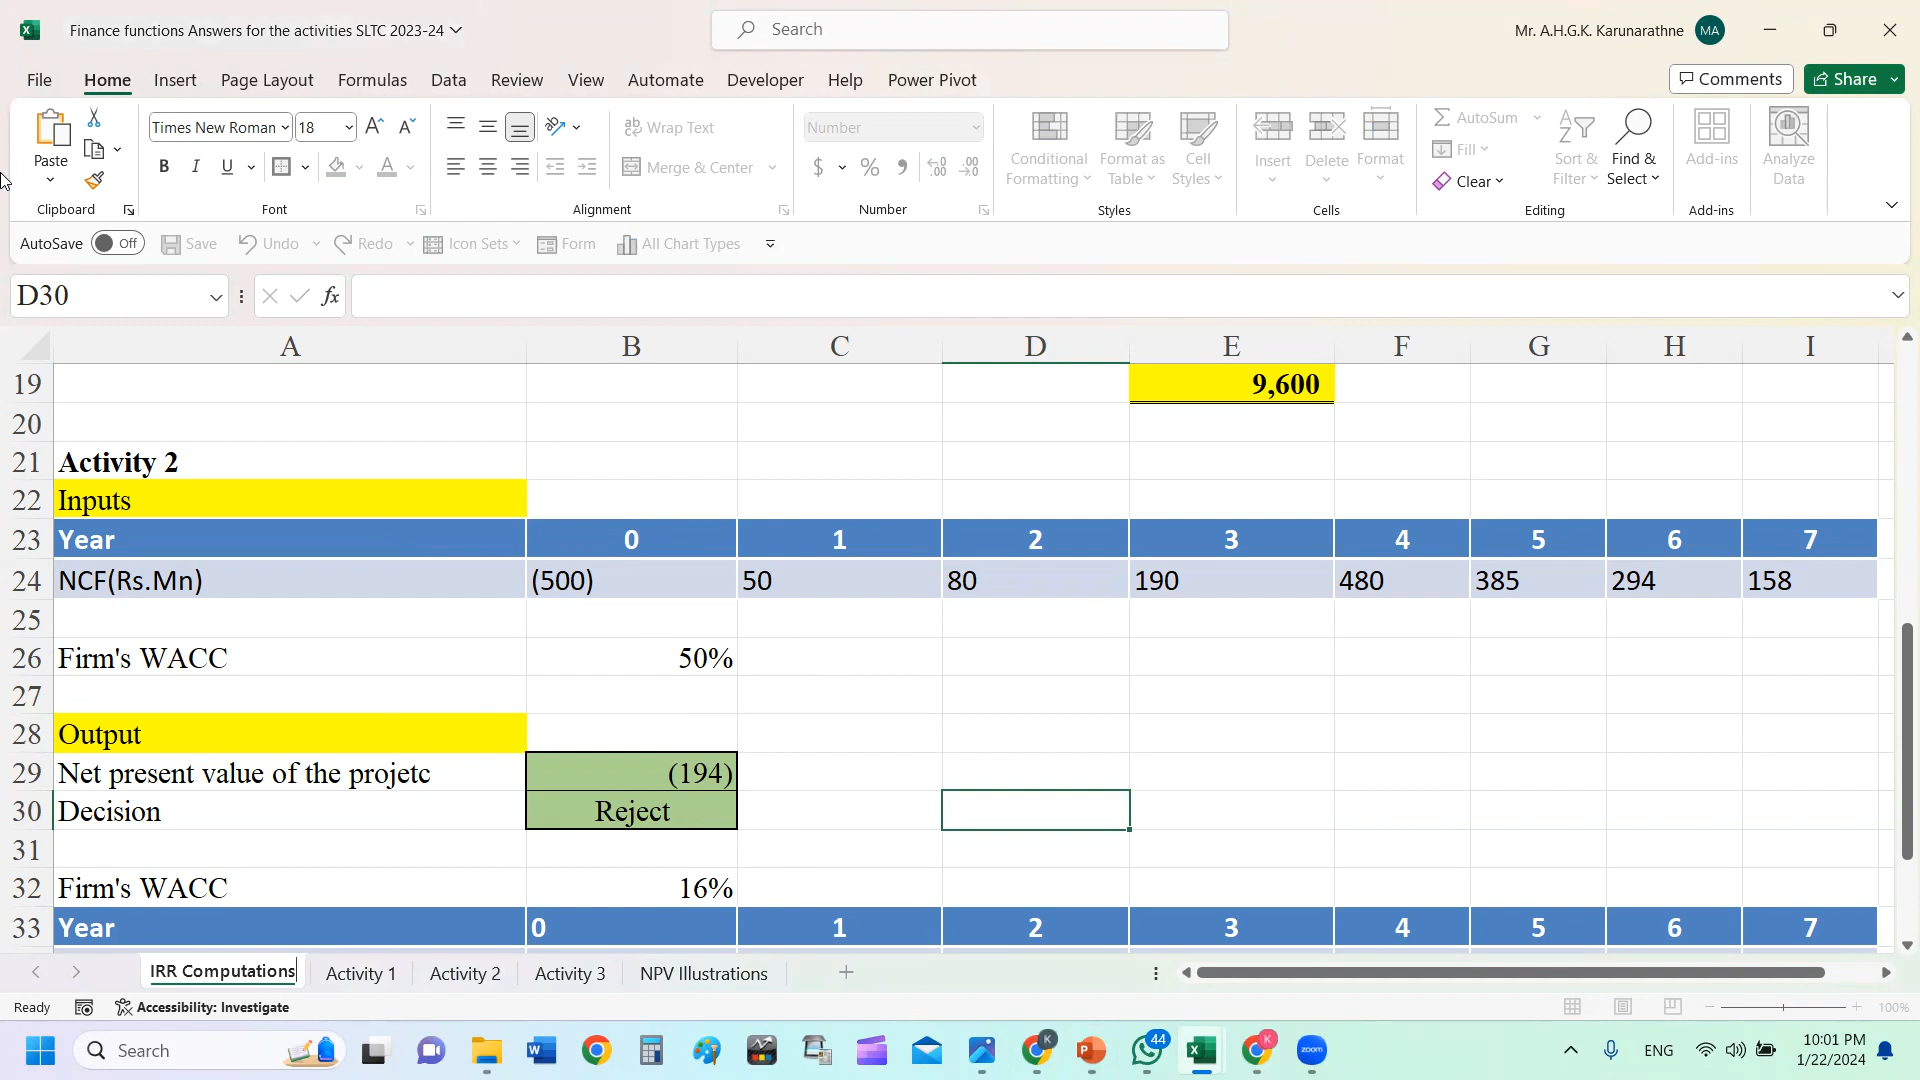 Finance functions Answers for the activities SLTC 2023-24
Search
Mr. A.H.G.K. Karunarathne MA
File Home Insert Page Layout Formulas Data Review View Automate Developer Help Power Pivot
Comments Share
Paste
Times New Roman 18
Wrap Text
Merge & Center
Number
Conditional Formatting
Format as Table
Cell Styles
Insert Delete Format
AutoSum
Fill
Clear
Sort & Filter
Find & Select
Add-ins
Analyze Data
Clipboard Font Alignment Number Styles Cells Editing Add-ins
AutoSave Off Save Undo Redo Icon Sets Form All Chart Types
D30 fx
A B C D E F G H I
19 9,600
20
21 Activity 2
22 Inputs
23 Year 0 1 2 3 4 5 6 7
24 NCF(Rs.Mn) (500) 50 80 190 480 385 294 158
25
26 Firm's WACC 50%
27
28 Output
29 Net present value of the projetc (194)
30 Decision Reject
31
32 Firm's WACC 16%
33 Year 0 1 2 3 4 5 6 7
IRR Computations Activity 1 Activity 2 Activity 3 NPV Illustrations
Ready Accessibility: Investigate 100%
Search 44 zoom ENG 10:01 PM
1/22/2024